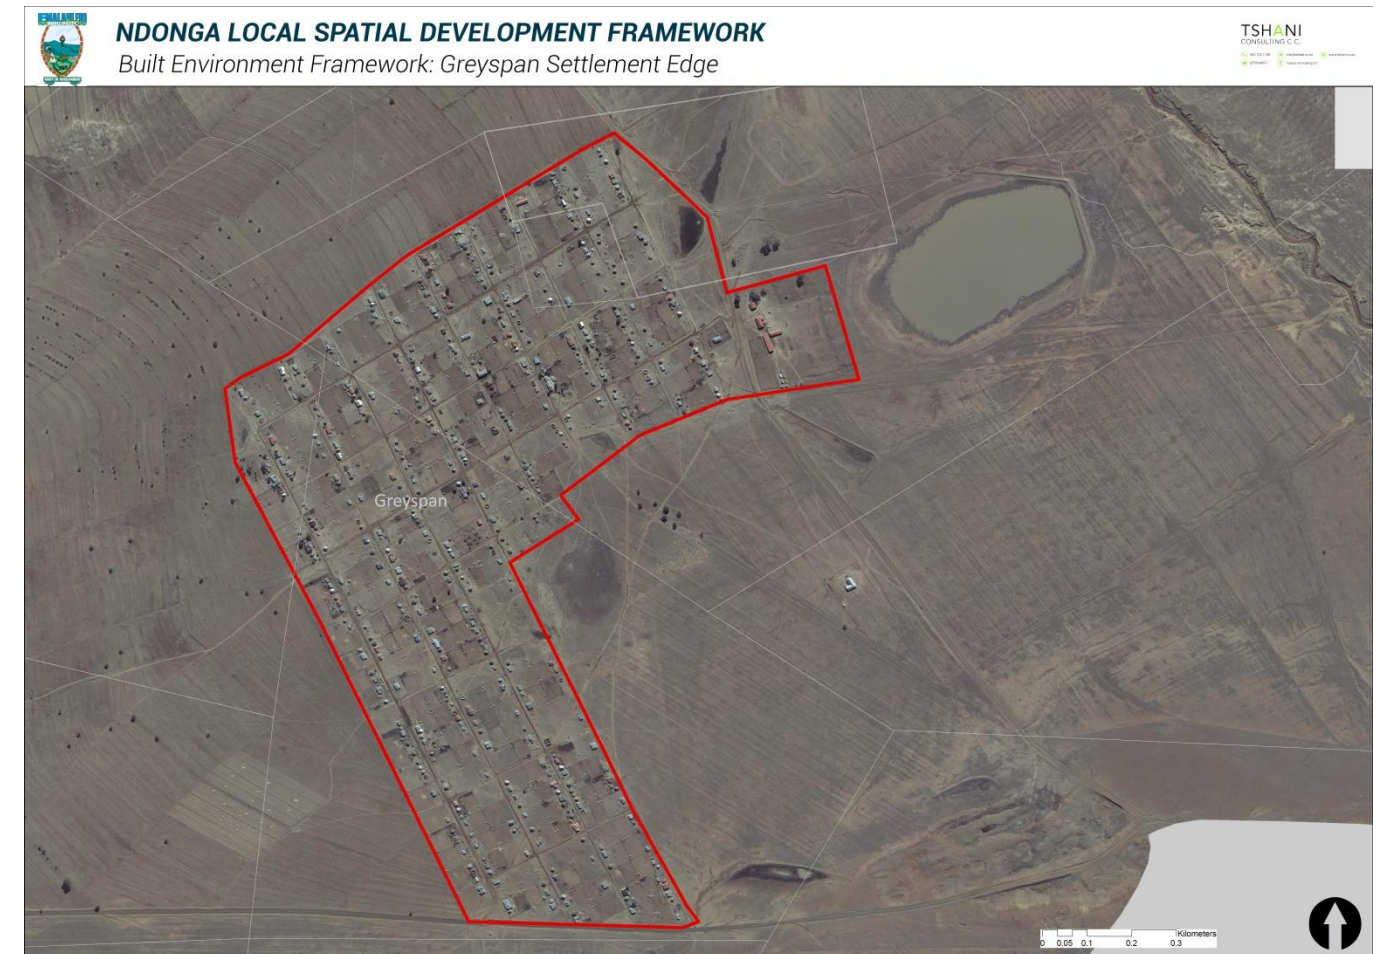 NDONGA LOCAL SPATIAL DEVELOPMENT FRAMEWORK
Built Environment Framework: Greyspan Settlement Edge
TSHANI
CONSULTING C.C.
Greyspan
Kilometers
0 0.05 0.1 0.2 0.3